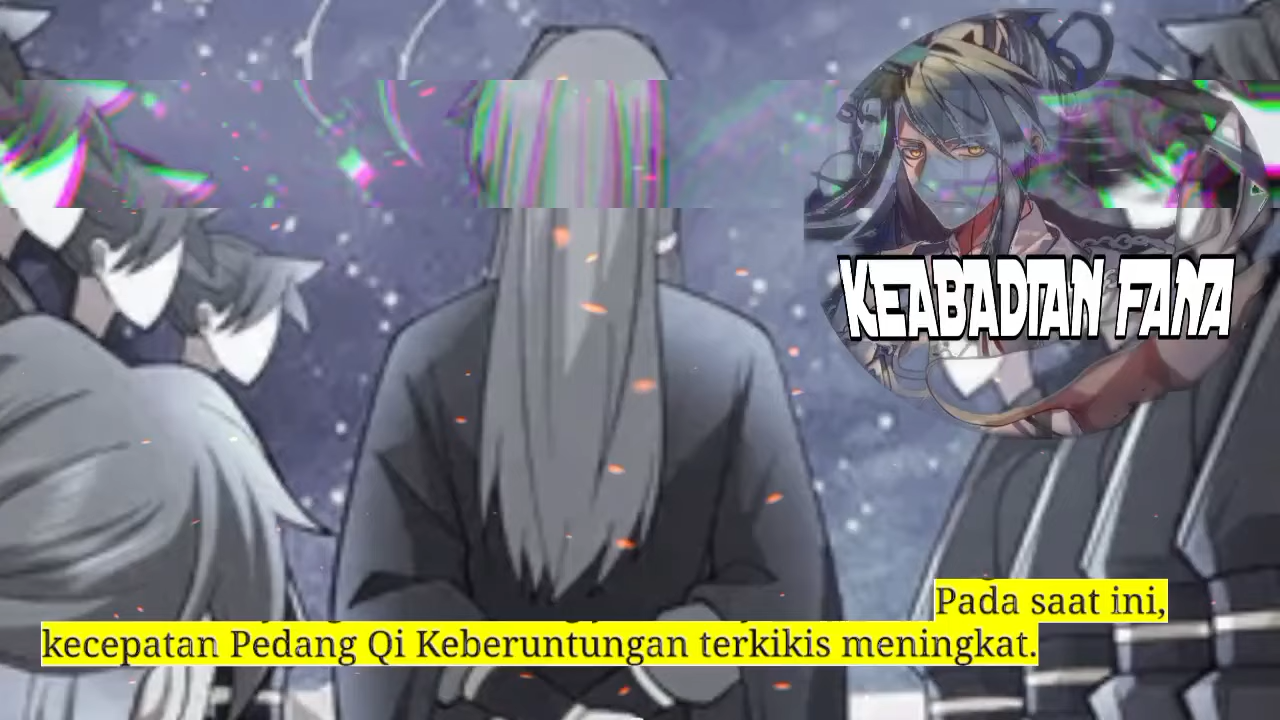 KEABADIAN FANA
Pada saat ini,
kecepatan Pedang Qi Keberuntungan terkikis meningkat.